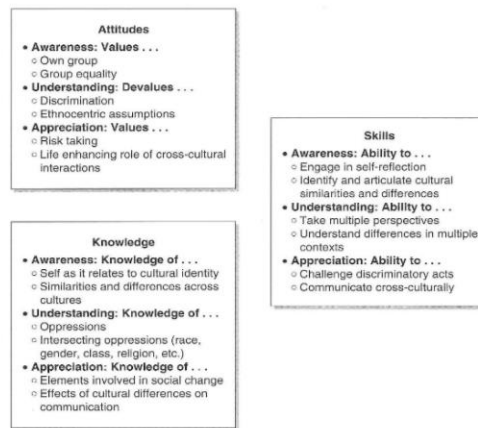 Attitudes
• Awareness: Values . . .
○ Own group
○ Group equality
• Understanding: Devalues . . .
○ Discrimination
○ Ethnocentric assumptions
• Appreciation: Values . . .
○ Risk taking
○ Life enhancing role of cross-cultural
interactions
Knowledge
• Awareness: Knowledge of . . .
○ Self as it relates to cultural identity
○ Similarities and differences across
cultures
• Understanding: Knowledge of . . .
○ Oppressions
○ Intersecting oppressions (race,
gender, class, religion, etc.)
• Appreciation: Knowledge of . . .
○ Elements involved in social change
○ Effects of cultural differences on
communication
Skills
• Awareness: Ability to . . .
○ Engage in self-reflection
○ Identify and articulate cultural
similarities and differences
• Understanding: Ability to . . .
○ Take multiple perspectives
○ Understand differences in multiple
contexts
• Appreciation: Ability to . . .
○ Challenge discriminatory acts
○ Communicate cross-culturally